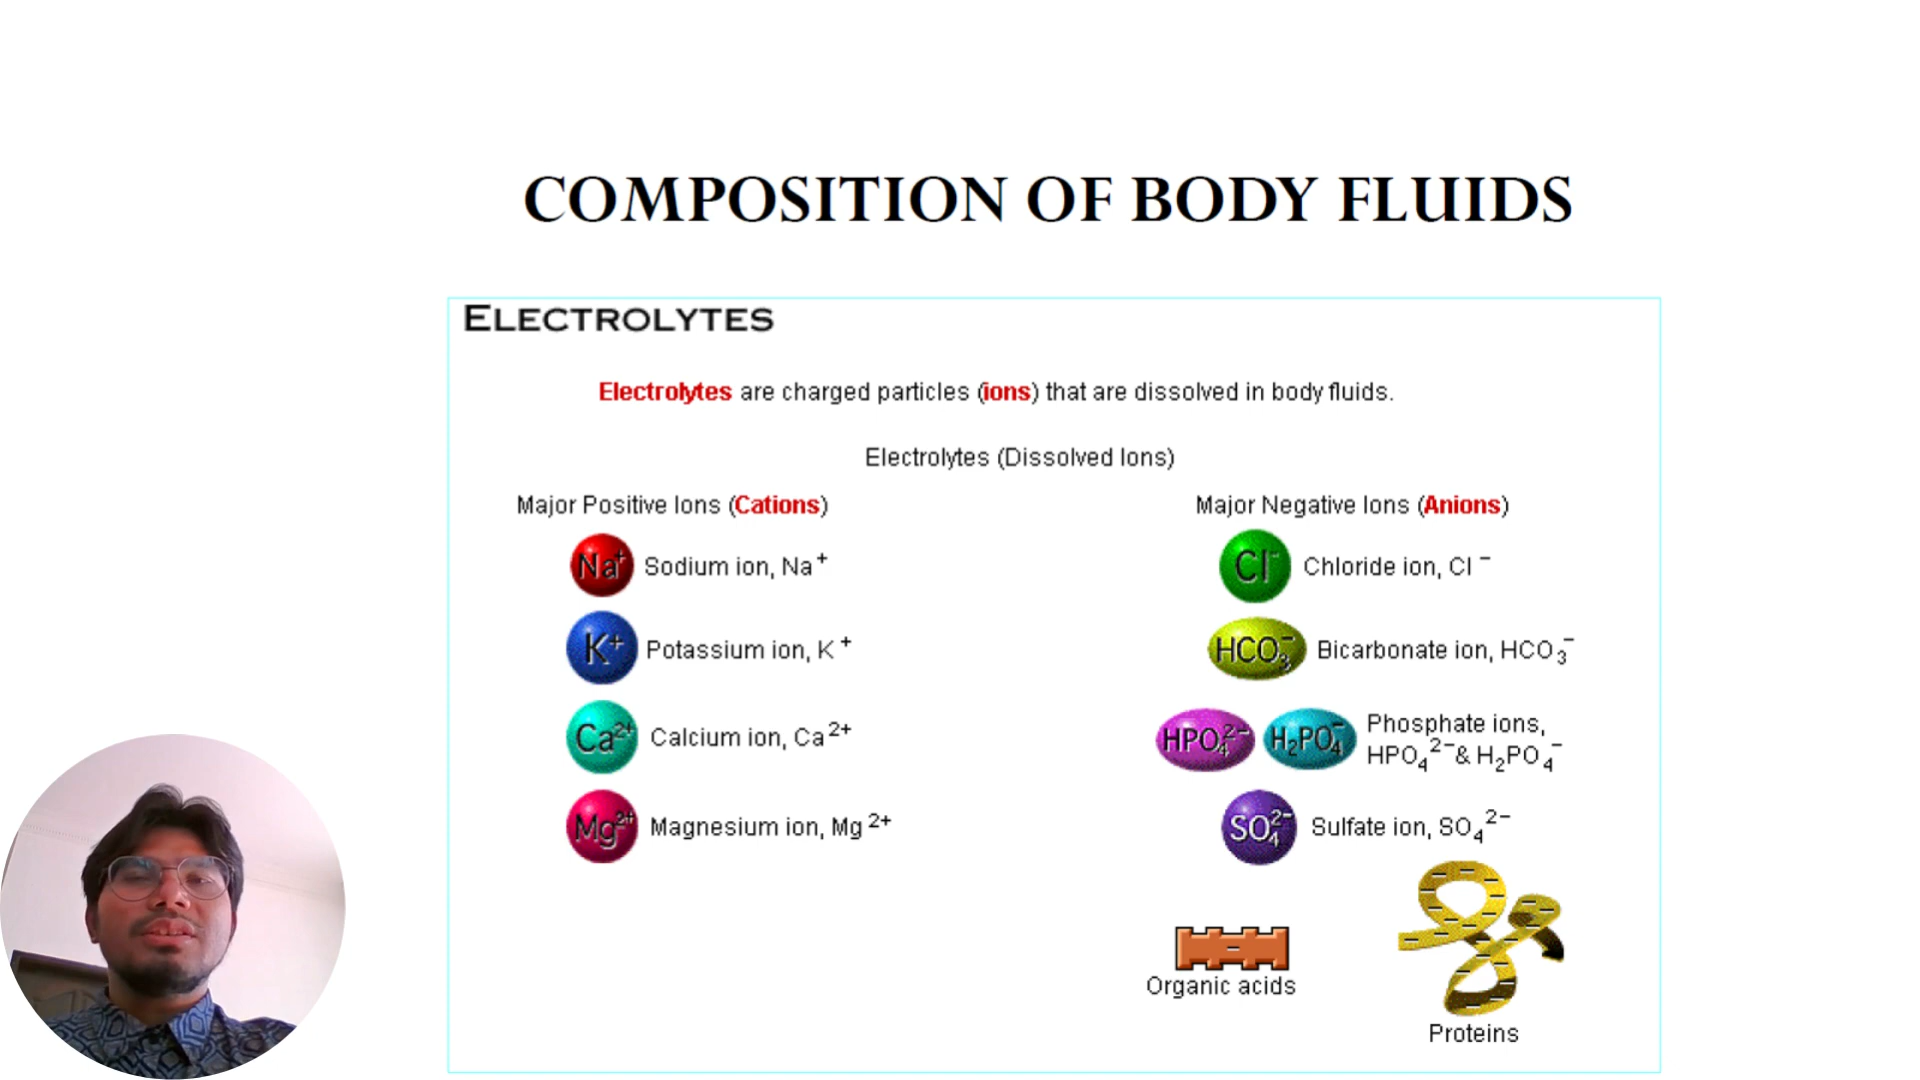 COMPOSITION OF BODY FLUIDS
ELECTROLYTES
Electrolytes are charged particles (ions) that are dissolved in body fluids.
Electrolytes (Dissolved Ions)
Major Positive Ions (Cations)
Na⁺ Sodium ion, Na⁺
K⁺ Potassium ion, K⁺
Ca²⁺ Calcium ion, Ca²⁺
Mg²⁺ Magnesium ion, Mg²⁺
Major Negative Ions (Anions)
Cl⁻ Chloride ion, Cl⁻
HCO₃⁻ Bicarbonate ion, HCO₃⁻
HPO₄²⁻ H₂PO₄⁻ Phosphate ions,
HPO₄²⁻ & H₂PO₄⁻
SO₄²⁻ Sulfate ion, SO₄²⁻
Organic acids
Proteins